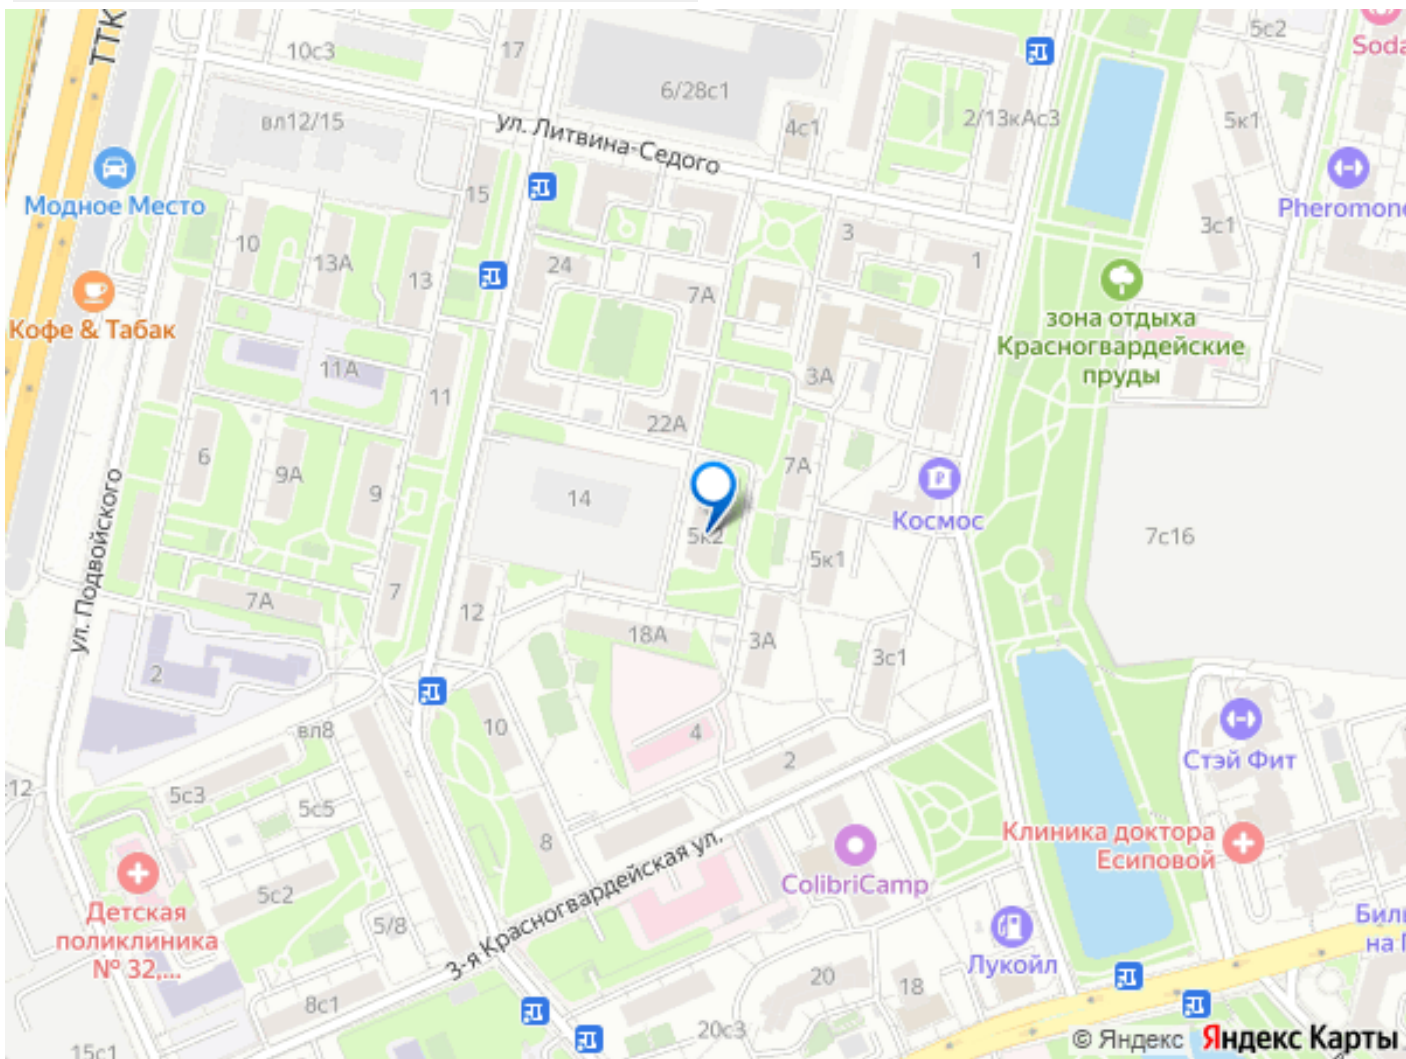 ТТК
10с3
17
5с2
Soda
6/28с1
вл12/15
ул. Литвина-Седого
4с1
2/13кАс3
5к1
Модное Место
15
Pheromone
10
13А
13
24
7А
3
1
3с1
Кофе & Табак
зона отдыха
Красногвардейские
пруды
11А
11
3А
22А
6
9А
9
14
7А
Космос
ул. Подвойского
5к2
5к1
7с16
7А
7
12
18А
3А
3с1
2
вл8
10
4
2
Стэй Фит
12
5с3
5с5
8
3-я Красногвардейская ул.
ColibriCamp
Клиника доктора
Есиповой
Детская
поликлиника
№ 32,...
5с2
5/8
Лукойл
20
18
8с1
20с3
15с1
© Яндекс Яндекс Карты